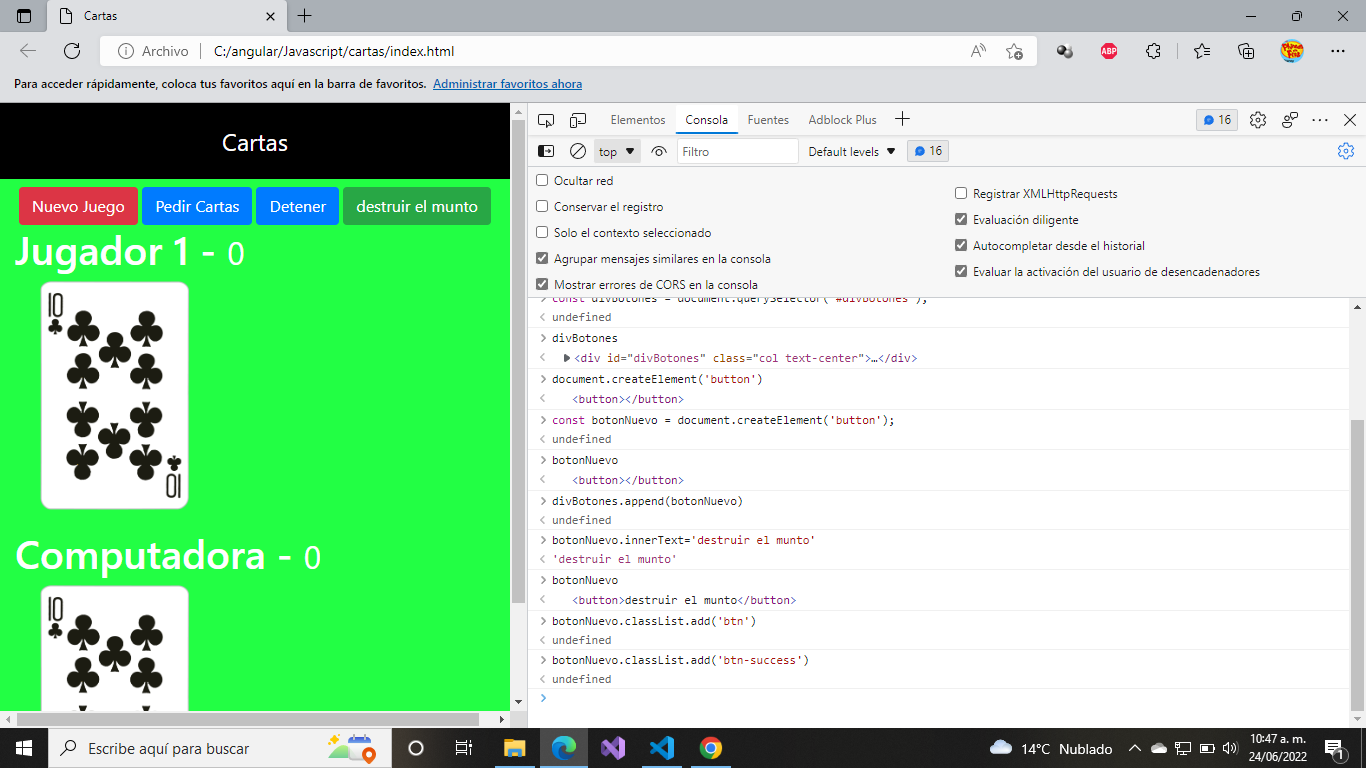 Cartas
Archivo
C:/angular/Javascript/cartas/index.html
ABP
Para acceder rápidamente, coloca tus favoritos aquí en la barra de favoritos. Administrar favoritos ahora
Cartas
Nuevo Juego
Pedir Cartas
Detener
destruir el munto
Jugador 1 - 0
10
10
Computadora - 0
10
Elementos
Consola
Fuentes
Adblock Plus
16
top
Filtro
Default levels
16
Ocultar red
Conservar el registro
Solo el contexto seleccionado
Agrupar mensajes similares en la consola
Mostrar errores de CORS en la consola
Registrar XMLHttpRequests
Evaluación diligente
Autocompletar desde el historial
Evaluar la activación del usuario de desencadenadores
const divBotones = document.querySelector('#divBotones');
undefined
divBotones
<div id="divBotones" class="col text-center">…</div>
document.createElement('button')
<button></button>
const botonNuevo = document.createElement('button');
undefined
botonNuevo
<button></button>
divBotones.append(botonNuevo)
undefined
botonNuevo.innerText='destruir el munto'
'destruir el munto'
botonNuevo
<button>destruir el munto</button>
botonNuevo.classList.add('btn')
undefined
botonNuevo.classList.add('btn-success')
undefined
Escribe aquí para buscar
14°C Nublado
10:47 a. m.
24/06/2022
1